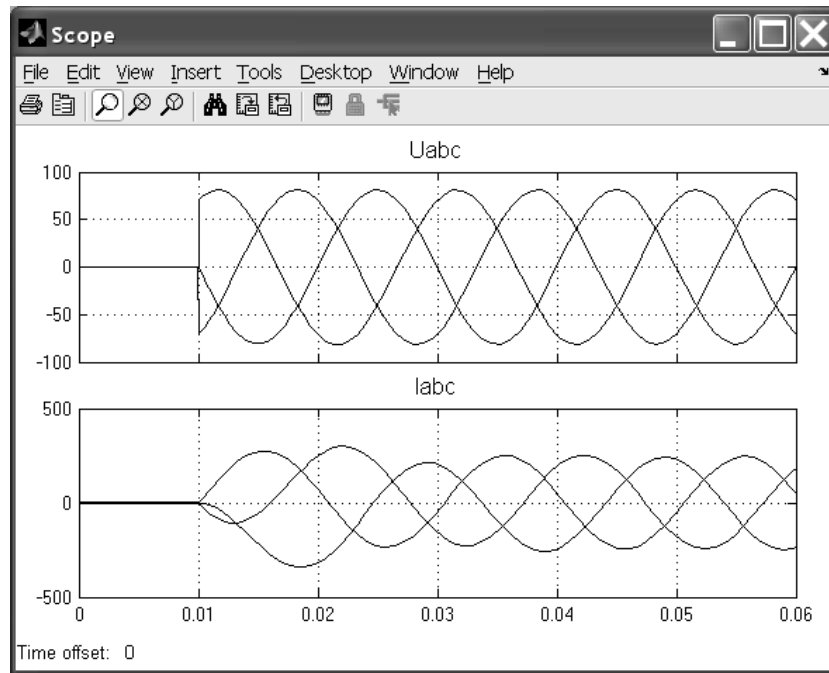 Scope
File Edit View Insert Tools Desktop Window Help
Uabc
100
50
0
-50
-100
Iabc
500
0
-500
0 0.01 0.02 0.03 0.04 0.05 0.06
Time offset: 0